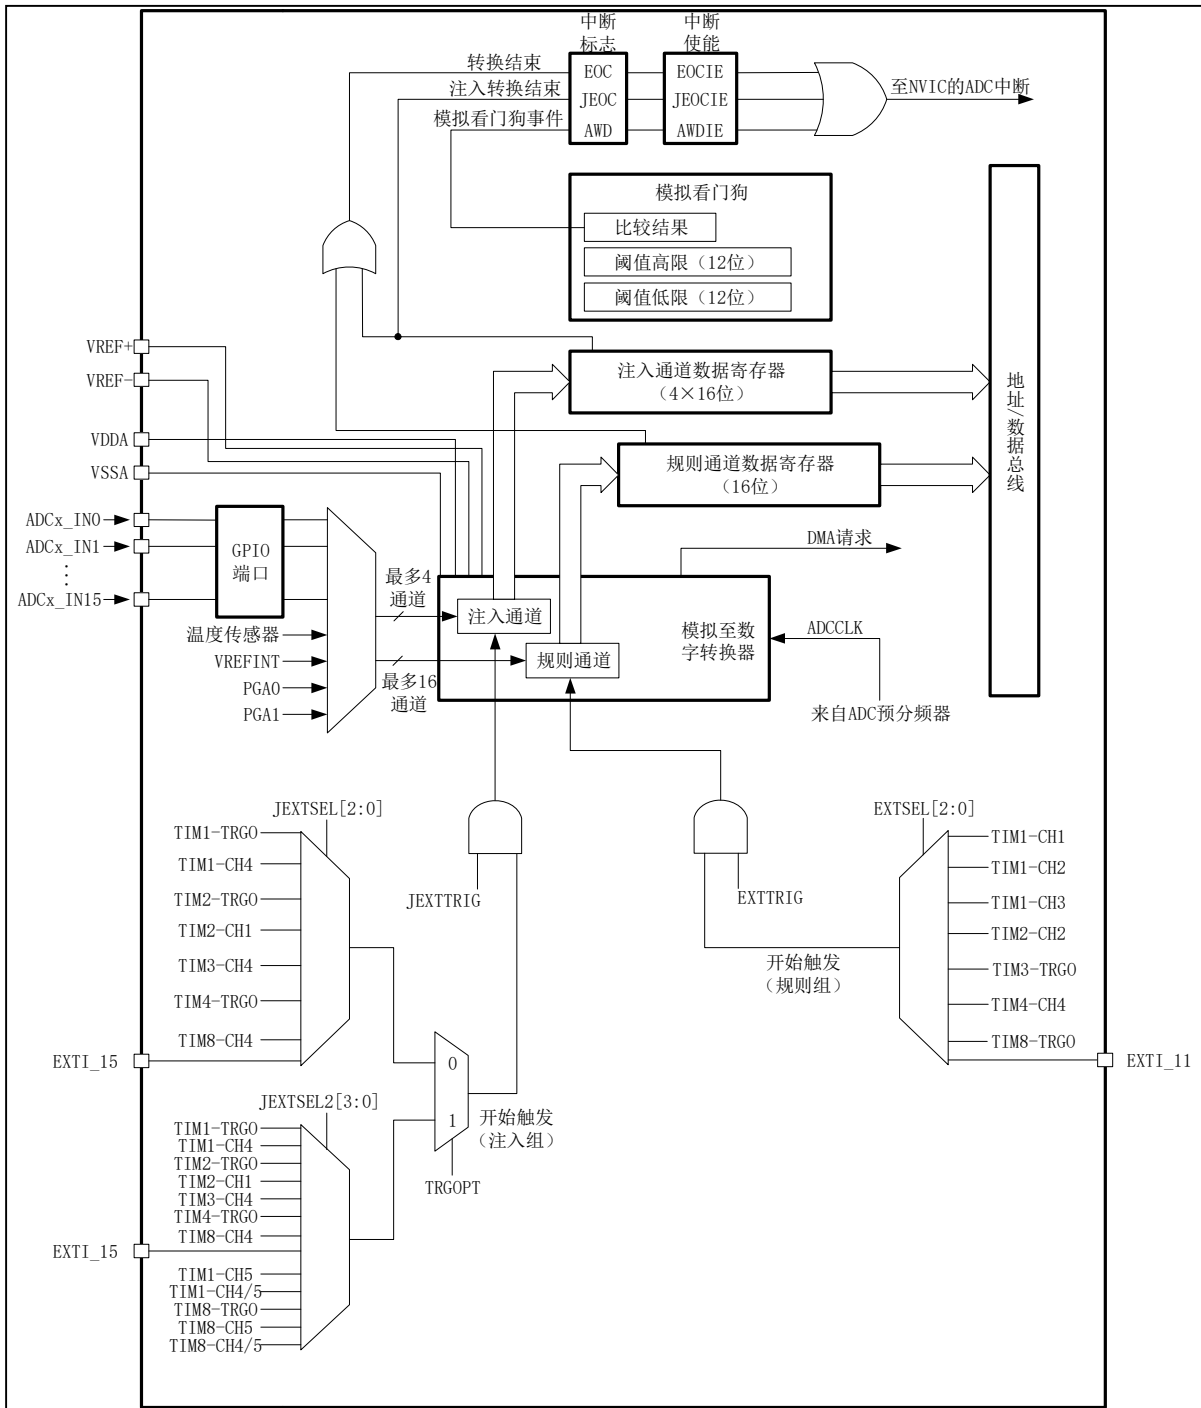 中断
标志
中断
使能
转换结束
EOC
EOCIE
注入转换结束
JEOC
JEOCIE
至NVIC的ADC中断
模拟看门狗事件
AWD
AWDIE
模拟看门狗
比较结果
阈值高限（12位）
阈值低限（12位）
VREF+
VREF-
VDDA
VSSA
注入通道数据寄存器
（4×16位）
规则通道数据寄存器
（16位）
地址/数据总线
ADCx_IN0
ADCx_IN1
⋮
ADCx_IN15
GPIO
端口
DMA请求
最多4
通道
注入通道
模拟至数
字转换器
ADCCLK
温度传感器
VREFINT
PGA0
PGA1
规则通道
最多16
通道
来自ADC预分频器
JEXTSEL[2:0]
TIM1-TRGO
TIM1-CH4
TIM2-TRGO
TIM2-CH1
TIM3-CH4
TIM4-TRGO
TIM8-CH4
EXTI_15
JEXTTRIG
EXTTRIG
EXTSEL[2:0]
TIM1-CH1
TIM1-CH2
TIM1-CH3
TIM2-CH2
TIM3-TRGO
TIM4-CH4
TIM8-TRGO
EXTI_11
开始触发
（规则组）
0
1
开始触发
（注入组）
TRGOPT
JEXTSEL2[3:0]
TIM1-TRGO
TIM1-CH4
TIM2-TRGO
TIM2-CH1
TIM3-CH4
TIM4-TRGO
TIM8-CH4
EXTI_15
TIM1-CH5
TIM1-CH4/5
TIM8-TRGO
TIM8-CH5
TIM8-CH4/5